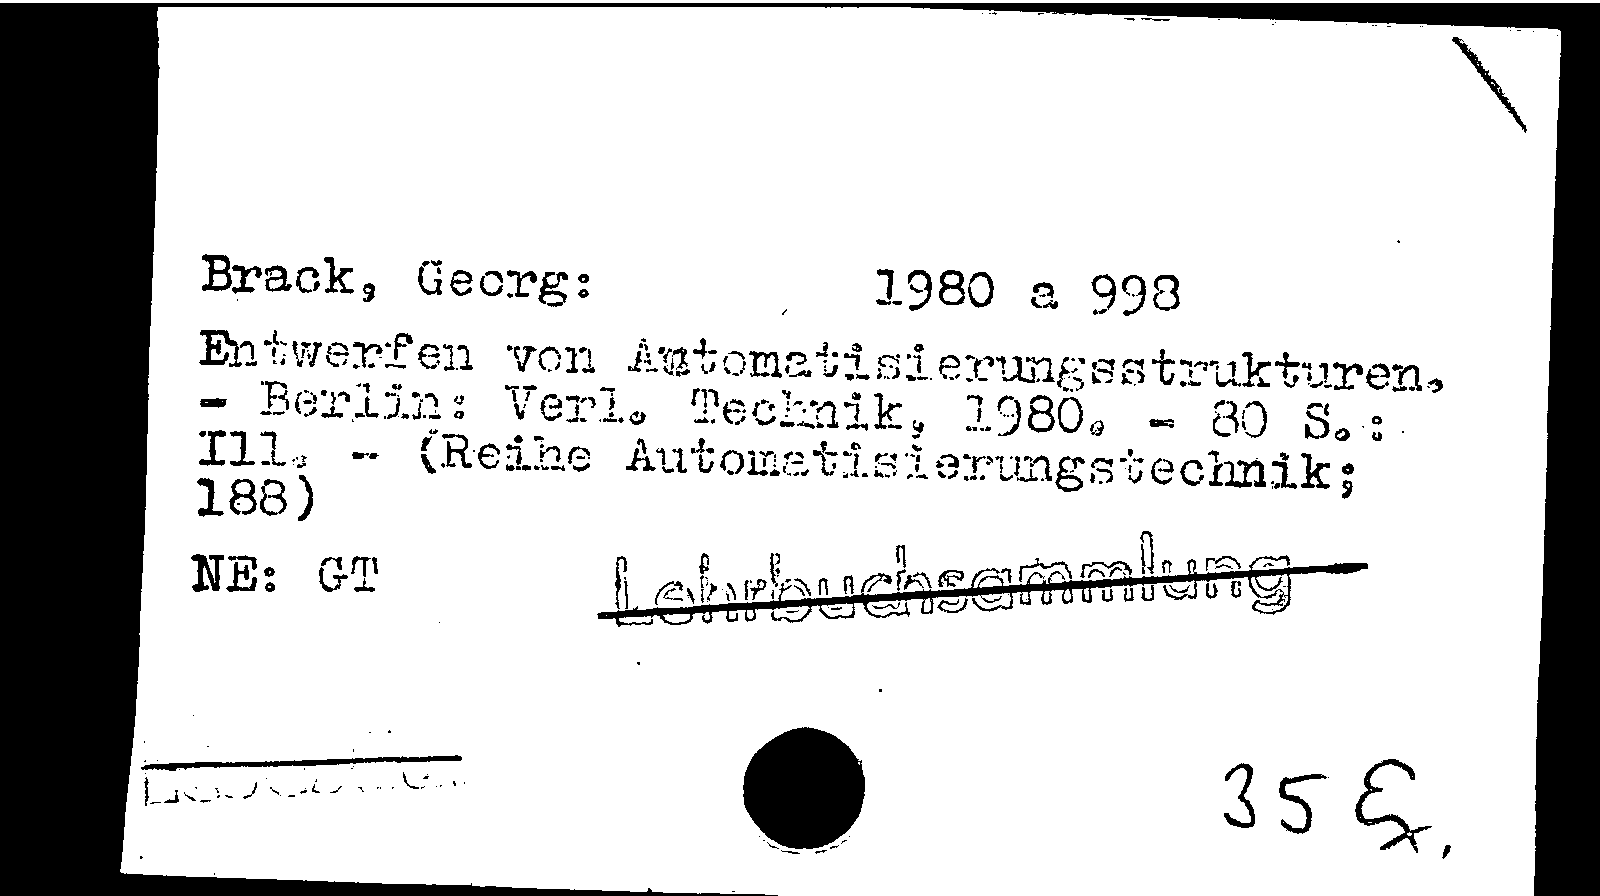 Brack, Georg: 1980 a 998
Entwerfen von Automatisierungsstrukturen.
- Berlin: Verl. Technik, 1980. - 80 S.:
Ill. - (Reihe Automatisierungstechnik;
188)
NE: GT
Lehrbuchsammlung
35 Ex.